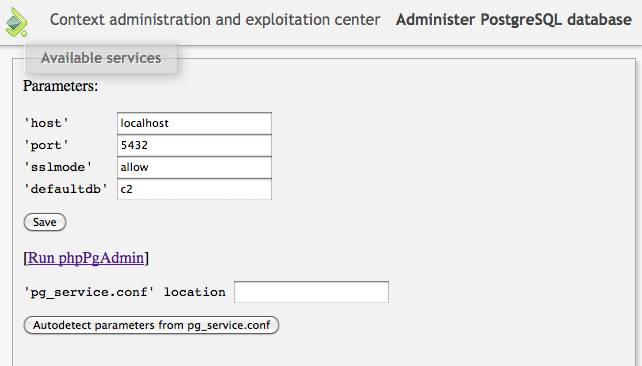 Context administration and exploitation center Administer PostgreSQL database
Available services
Parameters:
'host' localhost
'port' 5432
'sslmode' allow
'defaultdb' c2
Save
[Run phpPgAdmin]
'pg_service.conf' location
Autodetect parameters from pg_service.conf